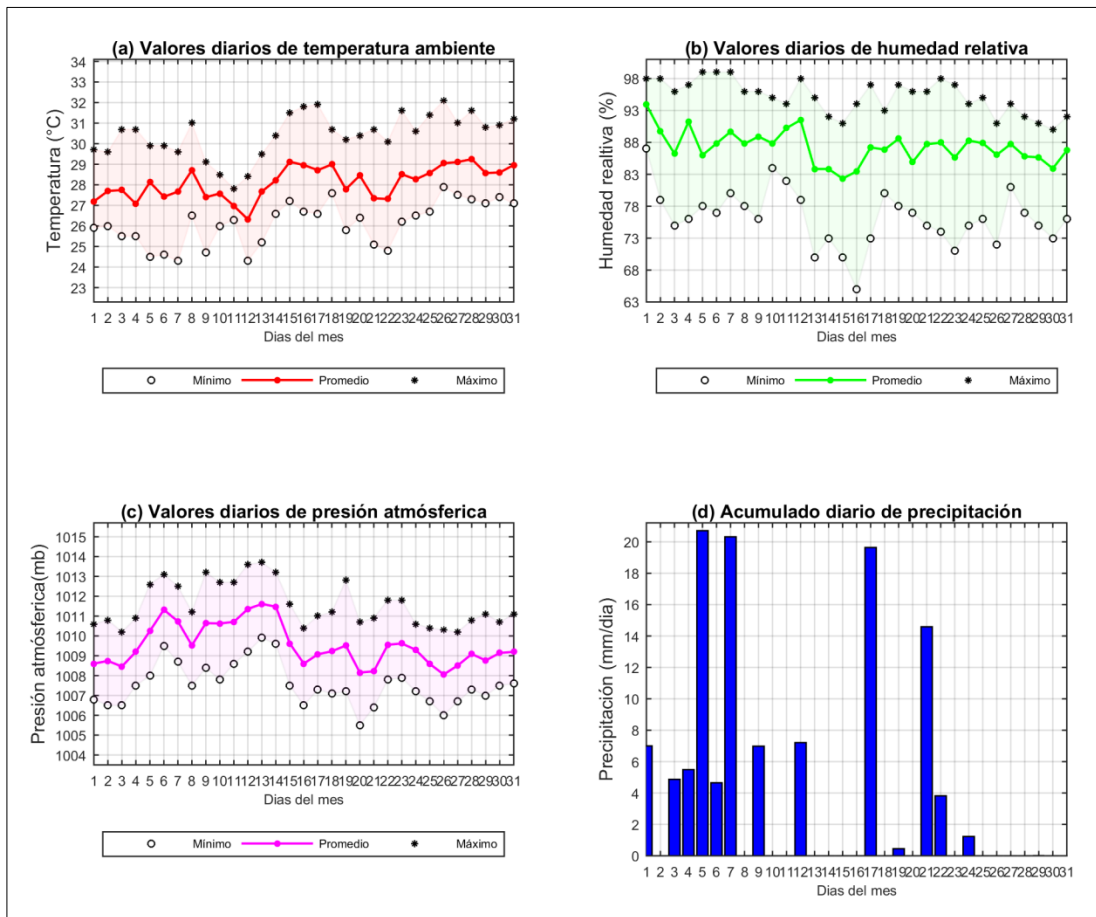 (a) Valores diarios de temperatura ambiente
34
33
32
31
30
29
28
27
26
25
24
23
Temperatura (°C)
1 2 3 4 5 6 7 8 9 10 11 12 13 14 15 16 17 18 19 20 21 22 23 24 25 26 27 28 29 30 31
Dias del mes
Mínimo Promedio Máximo
(b) Valores diarios de humedad relativa
98
93
88
83
78
73
68
63
Humedad realtiva (%)
1 2 3 4 5 6 7 8 9 10 11 12 13 14 15 16 17 18 19 20 21 22 23 24 25 26 27 28 29 30 31
Dias del mes
Mínimo Promedio Máximo
(c) Valores diarios de presión atmósferica
1015
1014
1013
1012
1011
1010
1009
1008
1007
1006
1005
1004
Presión atmósferica(mb)
1 2 3 4 5 6 7 8 9 10 11 12 13 14 15 16 17 18 19 20 21 22 23 24 25 26 27 28 29 30 31
Dias del mes
Mínimo Promedio Máximo
(d) Acumulado diario de precipitación
20
18
16
14
12
10
8
6
4
2
0
Precipitación (mm/dia)
1 2 3 4 5 6 7 8 9 10 11 12 13 14 15 16 17 18 19 20 21 22 23 24 25 26 27 28 29 30 31
Dias del mes